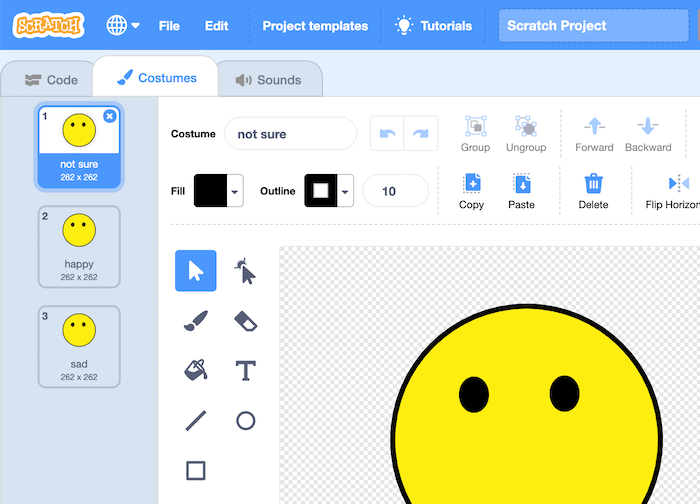 SCRATCH
File
Edit
Project templates
Tutorials
Scratch Project
Code
Costumes
Sounds
1
not sure
262 x 262
2
happy
262 x 262
3
sad
262 x 262
Costume
not sure
Group
Ungroup
Forward
Backward
Fill
Outline
10
Copy
Paste
Delete
Flip Horizon
T